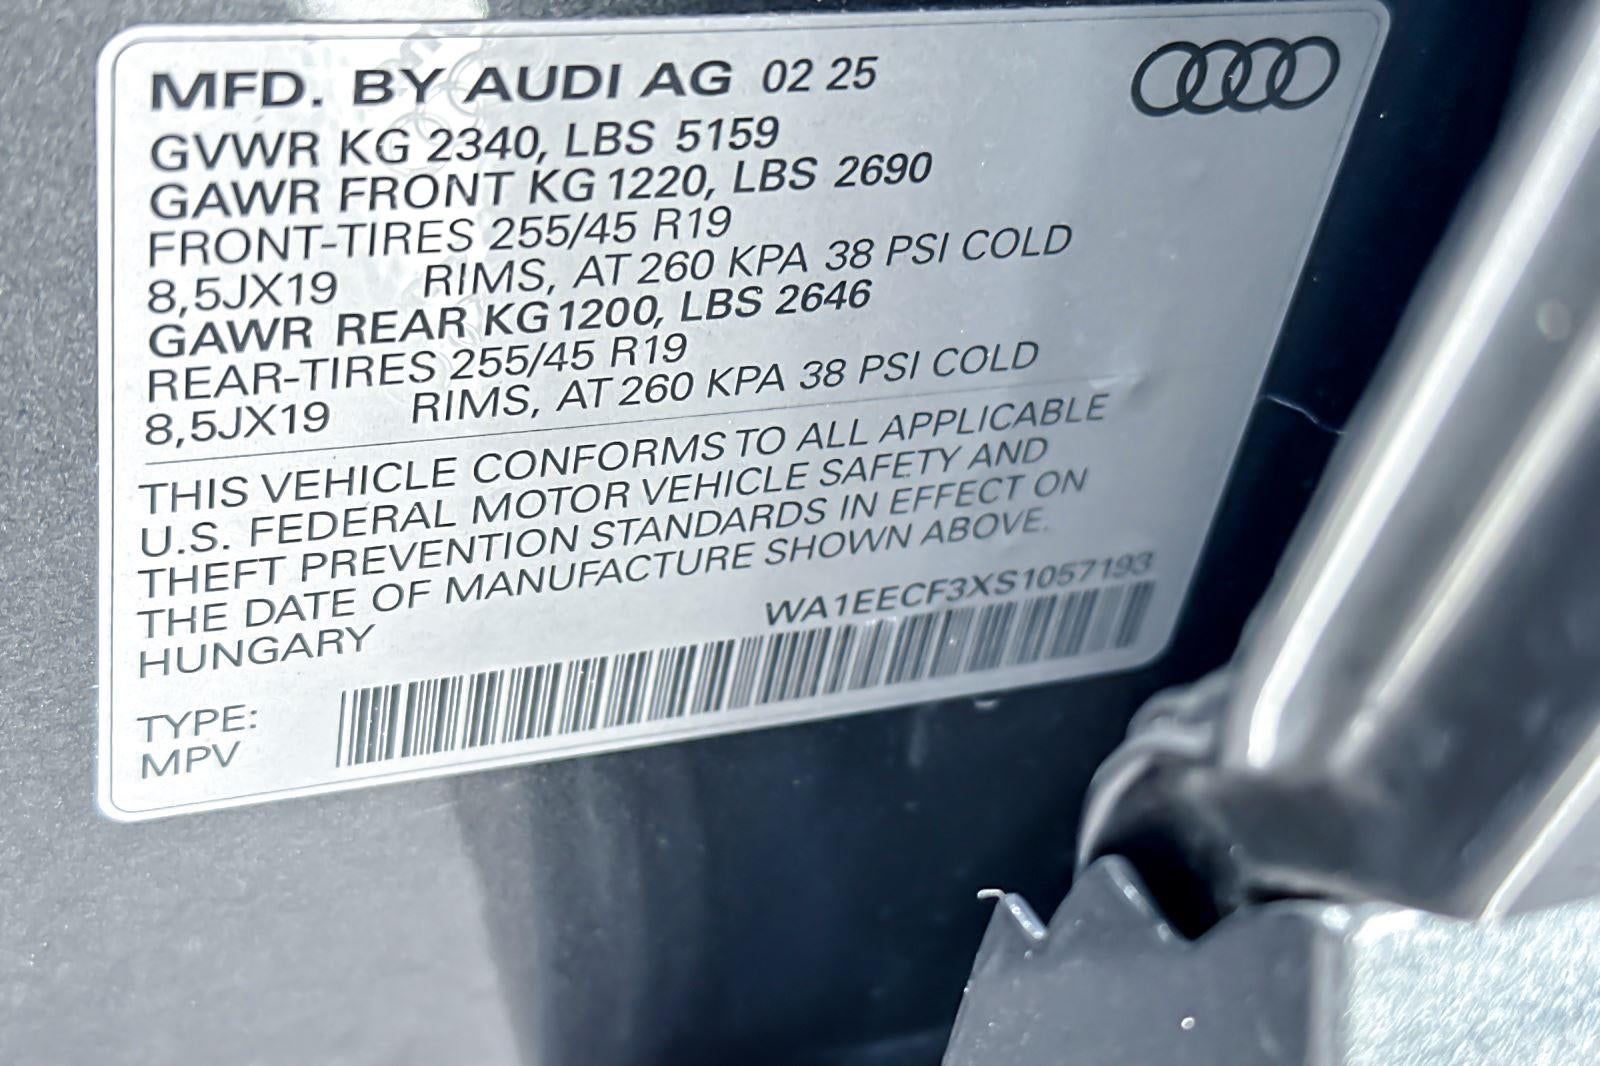 MFD. BY AUDI AG 02 25
GVWR KG 2340, LBS 5159
GAWR FRONT KG 1220, LBS 2690
FRONT-TIRES 255/45 R19
8,5JX19 RIMS, AT 260 KPA 38 PSI COLD
GAWR REAR KG 1200, LBS 2646
REAR-TIRES 255/45 R19
8,5JX19 RIMS, AT 260 KPA 38 PSI COLD
THIS VEHICLE CONFORMS TO ALL APPLICABLE
U.S. FEDERAL MOTOR VEHICLE SAFETY AND
THEFT PREVENTION STANDARDS IN EFFECT ON
THE DATE OF MANUFACTURE SHOWN ABOVE.
HUNGARY WA1EECF3XS1057193
TYPE:
MPV